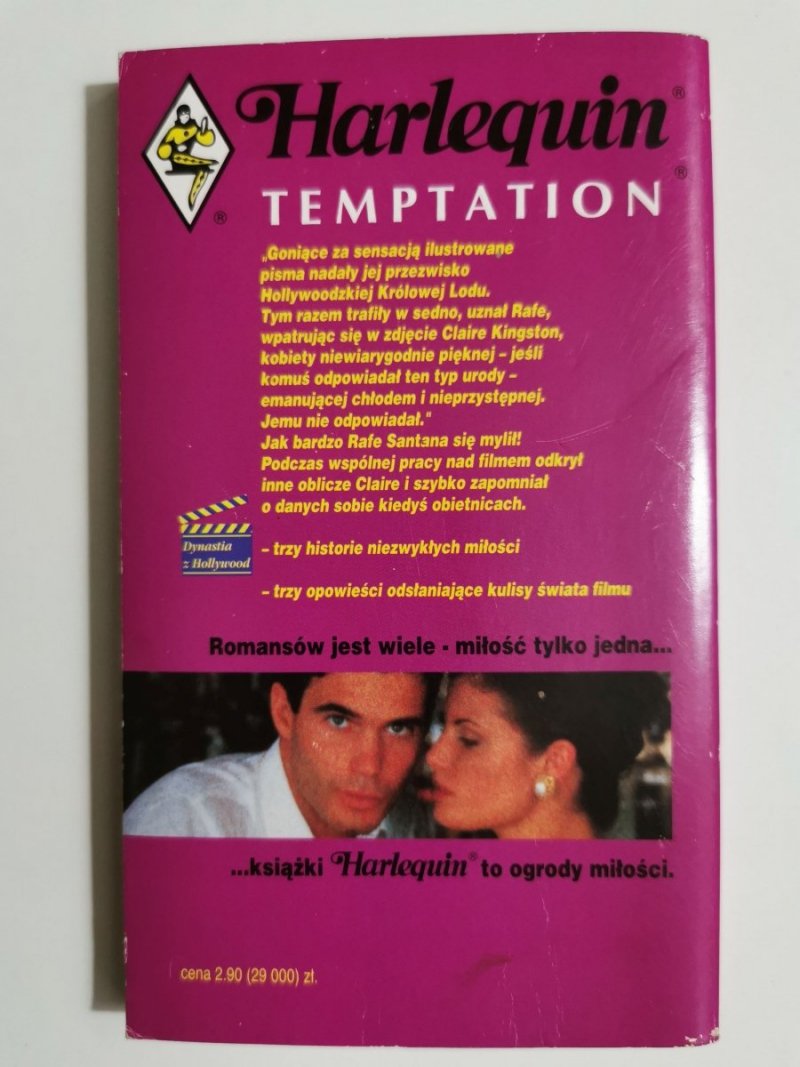 Harlequin®
TEMPTATION®
®
„Goniące za sensacją ilustrowane
pisma nadały jej przezwisko
Hollywoodzkiej Królowej Lodu.
Tym razem trafiły w sedno, uznał Rafe,
wpatrując się w zdjęcie Claire Kingston,
kobiety niewiarygodnie pięknej – jeśli
komuś odpowiadał ten typ urody –
emanującej chłodem i nieprzystępnej.
Jemu nie odpowiadał."
Jak bardzo Rafe Santana się mylił!
Podczas wspólnej pracy nad filmem odkrył
inne oblicze Claire i szybko zapomniał
o danych sobie kiedyś obietnicach.
Dynastia
z Hollywood
– trzy historie niezwykłych miłości
– trzy opowieści odsłaniające kulisy świata filmu
Romansów jest wiele - miłość tylko jedna...
...książki Harlequin® to ogrody miłości.
cena 2.90 (29 000) zł.